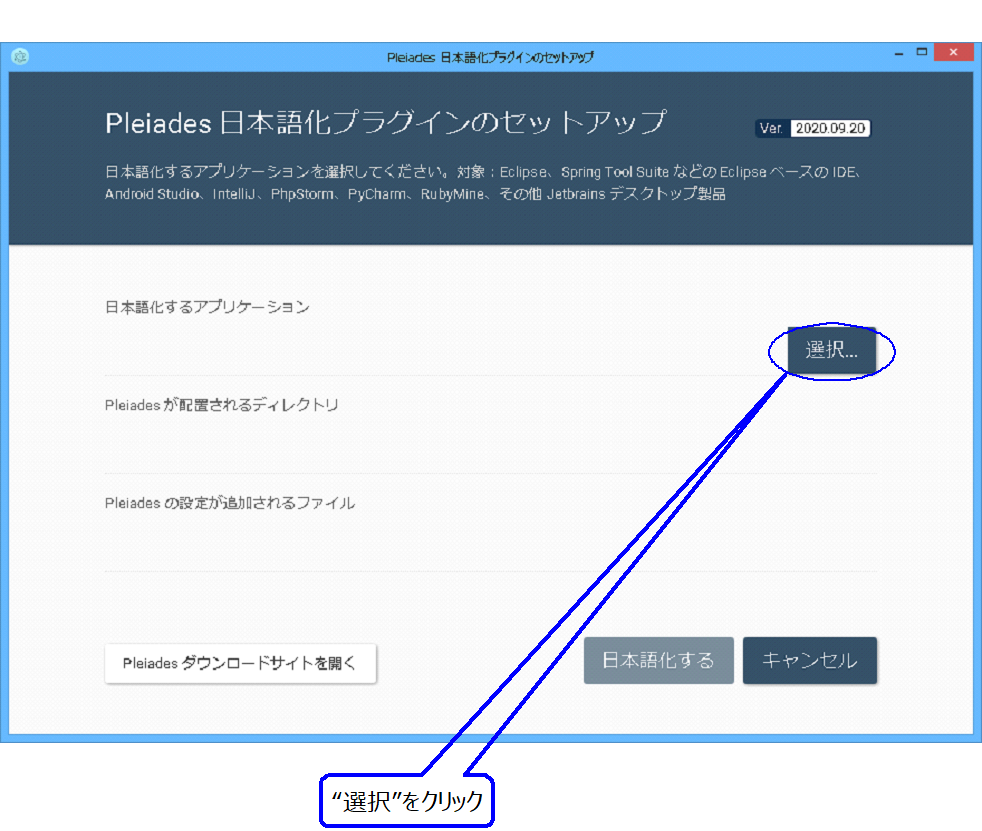 Pleiades 日本語化プラグインのセットアップ
Pleiades 日本語化プラグインのセットアップ
Ver. 2020.09.20
日本語化するアプリケーションを選択してください。対象：Eclipse、Spring Tool Suite などの Eclipse ベースの IDE、
Android Studio、IntelliJ、PhpStorm、PyCharm、RubyMine、その他 Jetbrains デスクトップ製品
日本語化するアプリケーション
選択...
Pleiades が配置されるディレクトリ
Pleiades の設定が追加されるファイル
Pleiades ダウンロードサイトを開く
日本語化する
キャンセル
“選択”をクリック